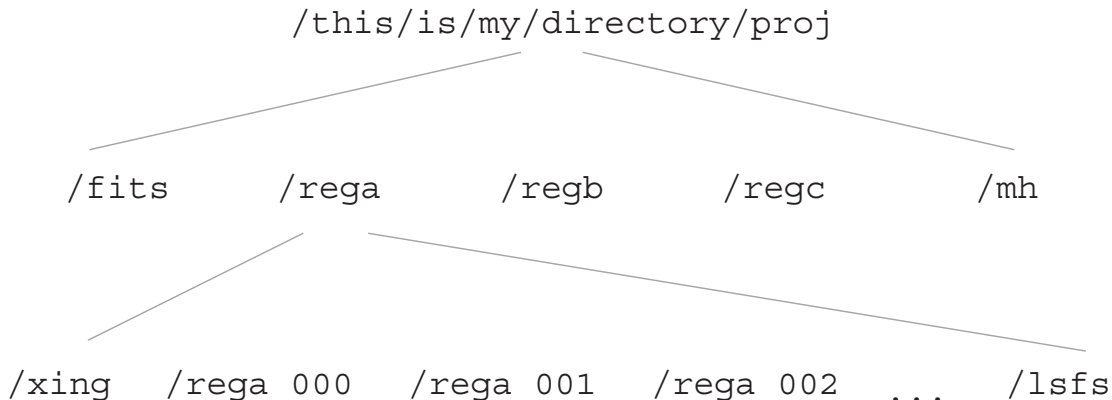 /this/is/my/directory/proj
/fits /rega /regb /regc /mh
/xing /rega 000 /rega 001 /rega 002 ... /lsfs